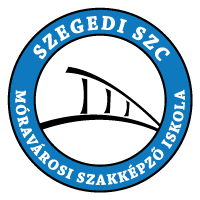 SZEGEDI SZC
MÓRAVÁROSI SZAKKÉPZŐ ISKOLA